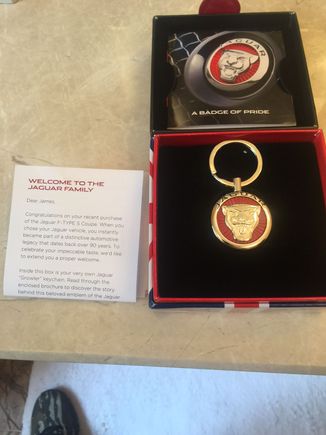 JAGUAR
A BADGE OF PRIDE
JAGUAR
WELCOME TO THE
JAGUAR FAMILY
Dear James,
Congratulations on your recent purchase
of the Jaguar F-TYPE S Coupe. When you
chose your Jaguar vehicle, you instantly
became part of a distinctive automotive
legacy that dates back over 90 years. To
celebrate your impeccable taste, we'd like
to extend you a proper welcome.
Inside this box is your very own Jaguar
"Growler" keychain. Read through the
enclosed brochure to discover the story
behind this beloved emblem of the Jaguar